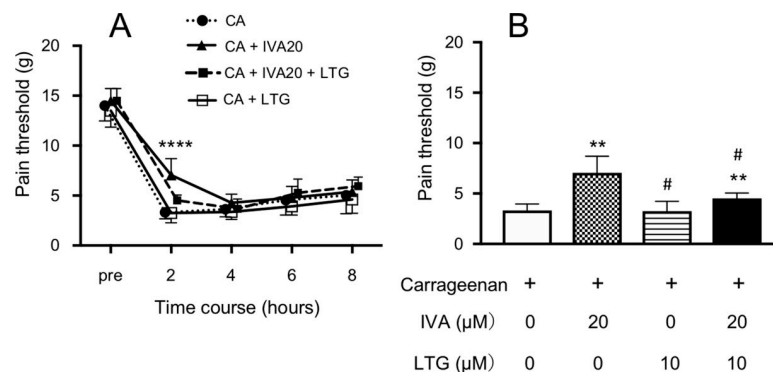 A
CA
CA + IVA20
CA + IVA20 + LTG
CA + LTG
Pain threshold (g)
20
15
10
5
0
****
pre 2 4 6 8
Time course (hours)
B
Pain threshold (g)
20
15
10
5
0
**
#
#
**
Carrageenan + + + +
IVA (μM) 0 20 0 20
LTG (μM) 0 0 10 10